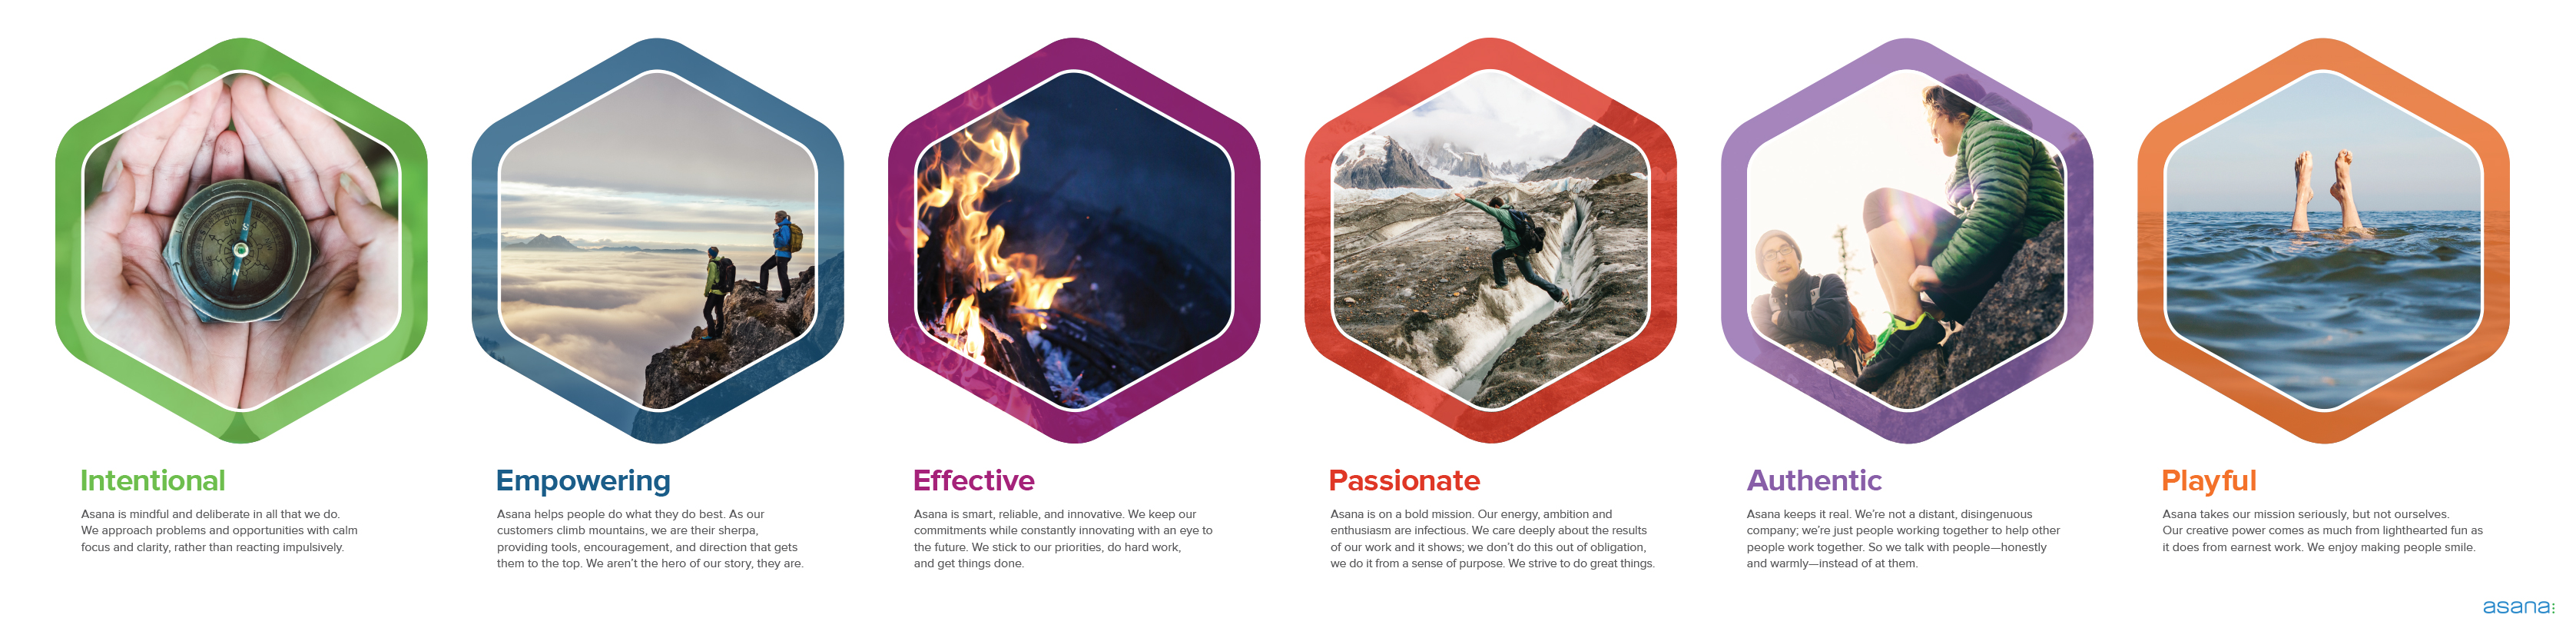 Intentional
Asana is mindful and deliberate in all that we do.
We approach problems and opportunities with calm
focus and clarity, rather than reacting impulsively.
Empowering
Asana helps people do what they do best. As our
customers climb mountains, we are their sherpa,
providing tools, encouragement, and direction that gets
them to the top. We aren’t the hero of our story, they are.
Effective
Asana is smart, reliable, and innovative. We keep our
commitments while constantly innovating with an eye to
the future. We stick to our priorities, do hard work,
and get things done.
Passionate
Asana is on a bold mission. Our energy, ambition and
enthusiasm are infectious. We care deeply about the results
of our work and it shows; we don’t do this out of obligation,
we do it from a sense of purpose. We strive to do great things.
Authentic
Asana keeps it real. We’re not a distant, disingenuous
company; we’re just people working together to help other
people work together. So we talk with people—honestly
and warmly—instead of at them.
Playful
Asana takes our mission seriously, but not ourselves.
Our creative power comes as much from lighthearted fun as
it does from earnest work. We enjoy making people smile.
S
N
asana